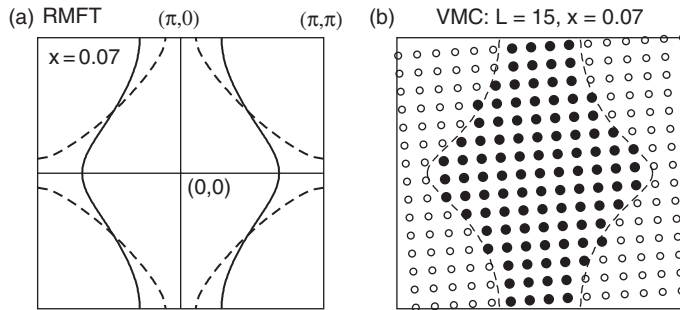 (a) RMFT
(π,0)
(π,π)
x = 0.07
(0,0)
(b) VMC: L = 15, x = 0.07